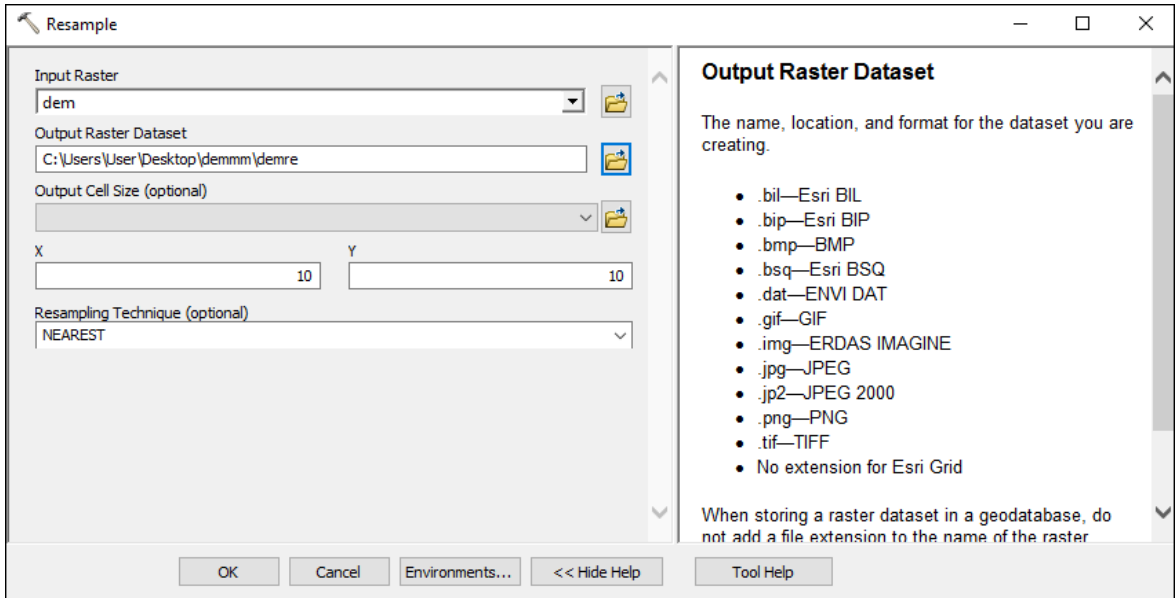 Resample
Input Raster
dem
Output Raster Dataset
C:\Users\User\Desktop\demmm\demre
Output Cell Size (optional)
X Y
10 10
Resampling Technique (optional)
NEAREST
Output Raster Dataset
The name, location, and format for the dataset you are
creating.
• .bil—Esri BIL
• .bip—Esri BIP
• .bmp—BMP
• .bsq—Esri BSQ
• .dat—ENVI DAT
• .gif—GIF
• .img—ERDAS IMAGINE
• .jpg—JPEG
• .jp2—JPEG 2000
• .png—PNG
• .tif—TIFF
• No extension for Esri Grid
When storing a raster dataset in a geodatabase, do
not add a file extension to the name of the raster
OK Cancel Environments... << Hide Help Tool Help